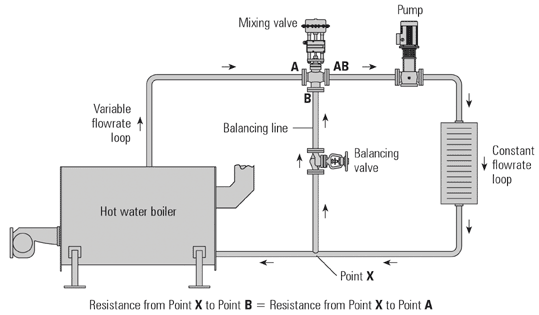 Pump
Mixing valve
A
AB
B
Variable
flowrate
loop
Balancing line
Balancing
valve
Constant
flowrate
loop
Hot water boiler
Point X
Resistance from Point X to Point B = Resistance from Point X to Point A